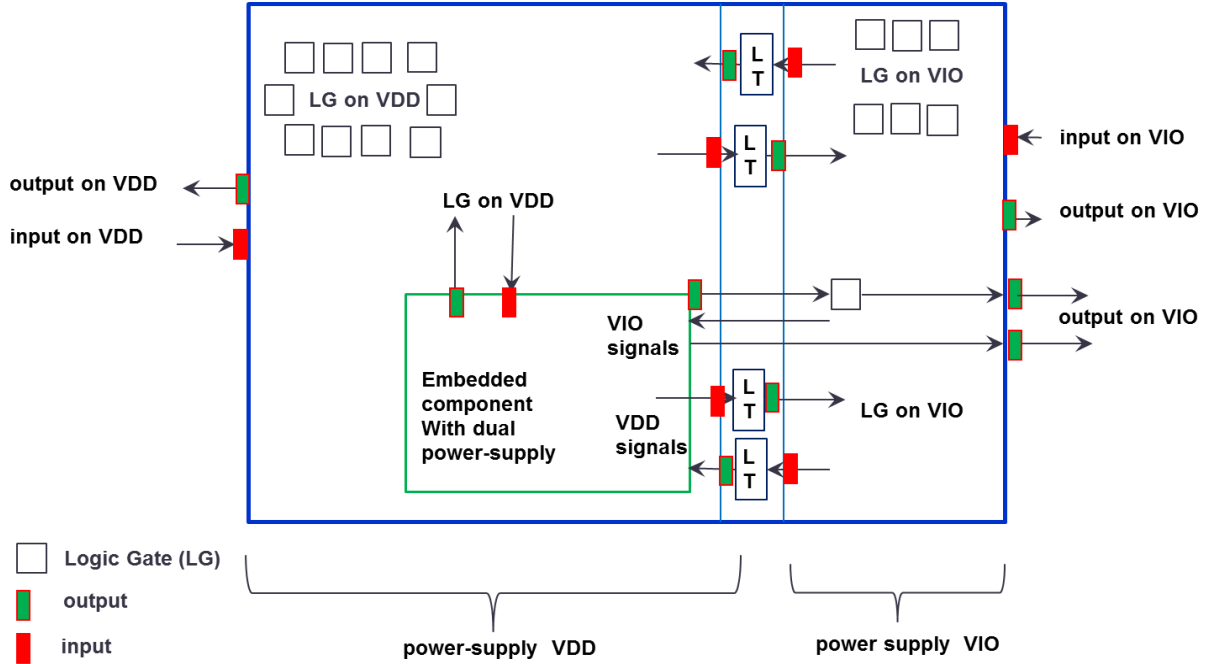 L
T
LG on VIO
LG on VDD
L
T
input on VIO
output on VDD
LG on VDD
output on VIO
input on VDD
VIO
signals
output on VIO
Embedded
component
With dual
power-supply
VDD
signals
L
T
LG on VIO
L
T
Logic Gate (LG)
output
input
power-supply VDD
power supply VIO